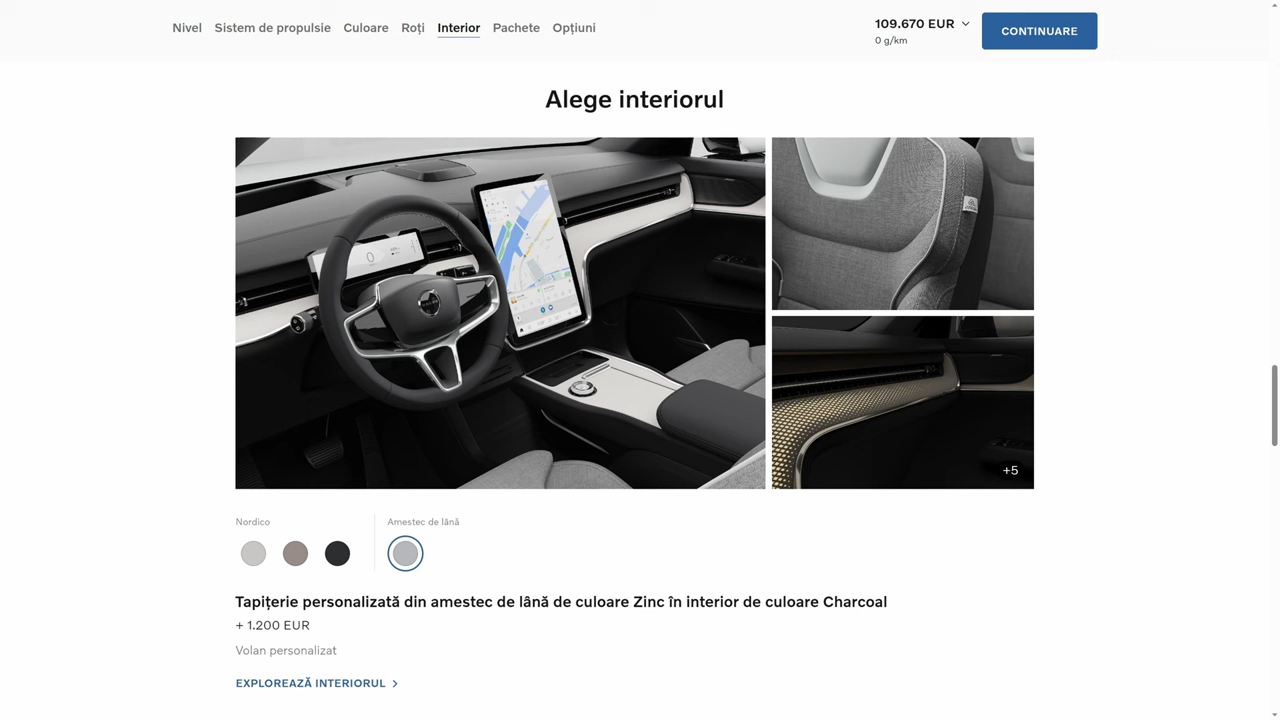 Nivel Sistem de propulsie Culoare Roți Interior Pachete Opțiuni
109.670 EUR
0 g/km
CONTINUARE
Alege interiorul
+5
Nordico
Amestec de lână
Tapițerie personalizată din amestec de lână de culoare Zinc în interior de culoare Charcoal
+ 1.200 EUR
Volan personalizat
EXPLOREAZĂ INTERIORUL